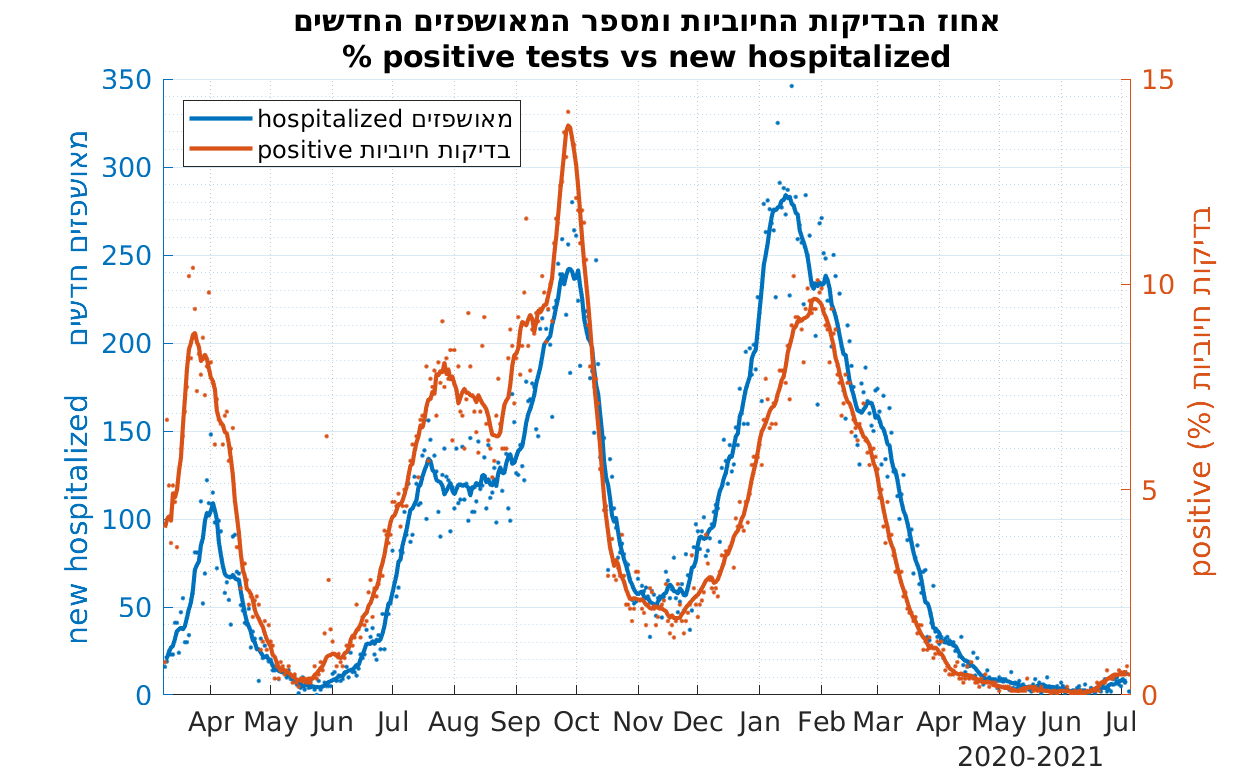 אחוז הבדיקות החיוביות ומספר המאושפזים החדשים
% positive tests vs new hospitalized
350
300
250
200
150
100
50
0
new hospitalized מאושפזים חדשים
hospitalized מאושפזים
positive בדיקות חיוביות
15
10
5
0
positive (%) בדיקות חיוביות
Apr May Jun Jul Aug Sep Oct Nov Dec Jan Feb Mar Apr May Jun Jul
2020-2021